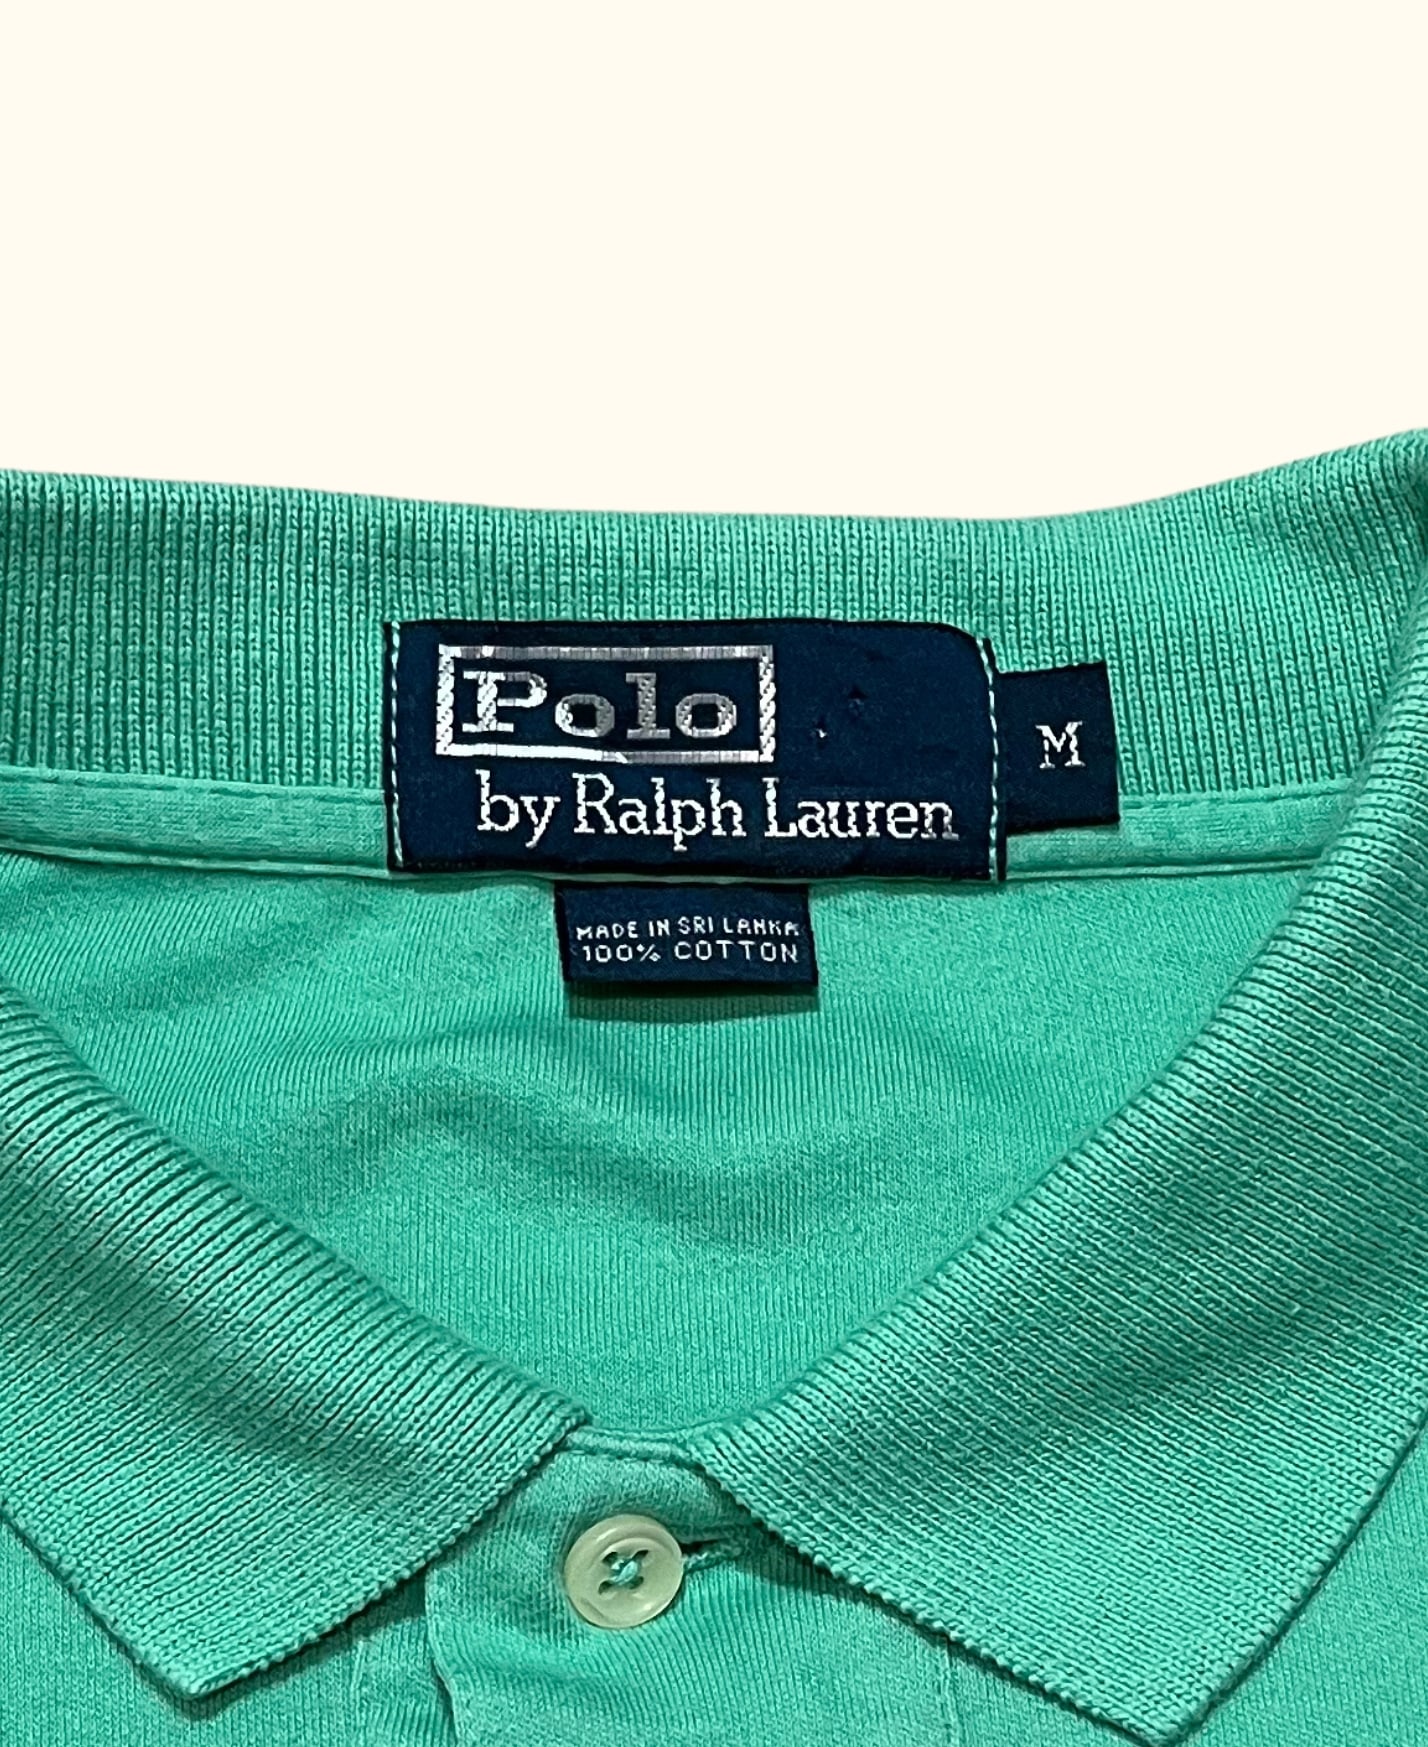 Polo
by Ralph Lauren
M
MADE IN SRI LANKA
100% COTTON